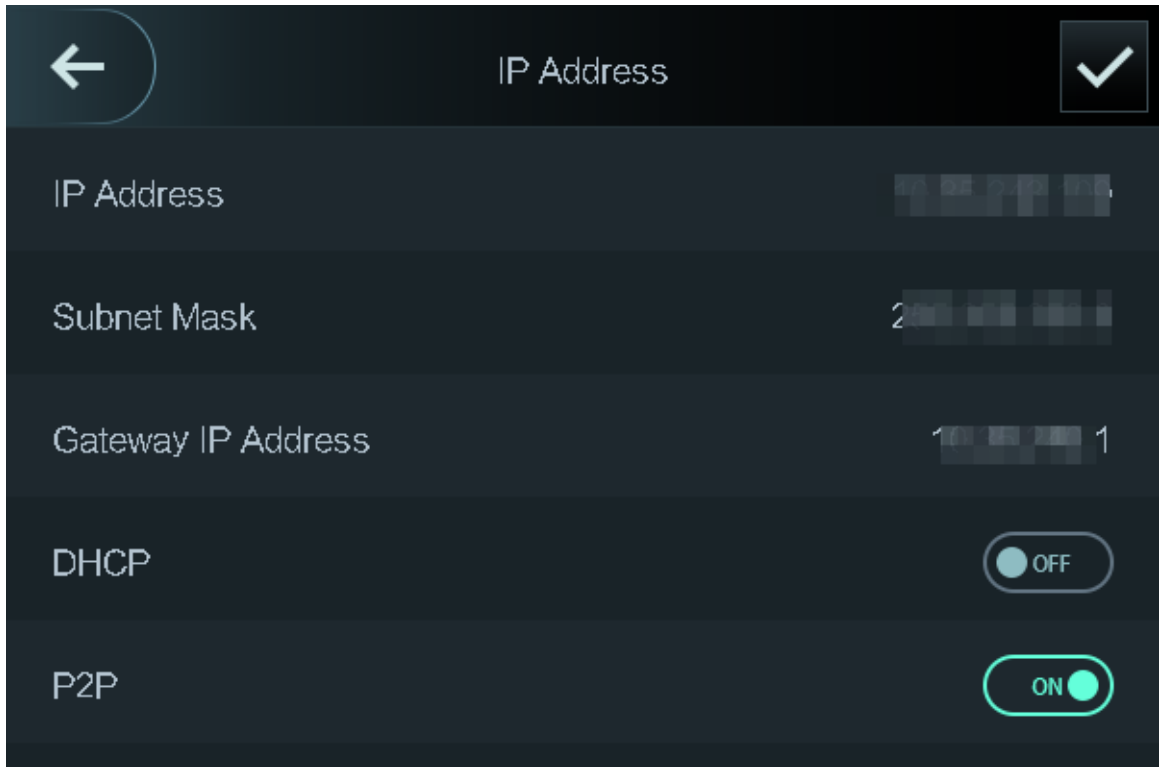 IP Address
IP Address
Subnet Mask
Gateway IP Address
DHCP OFF
P2P ON